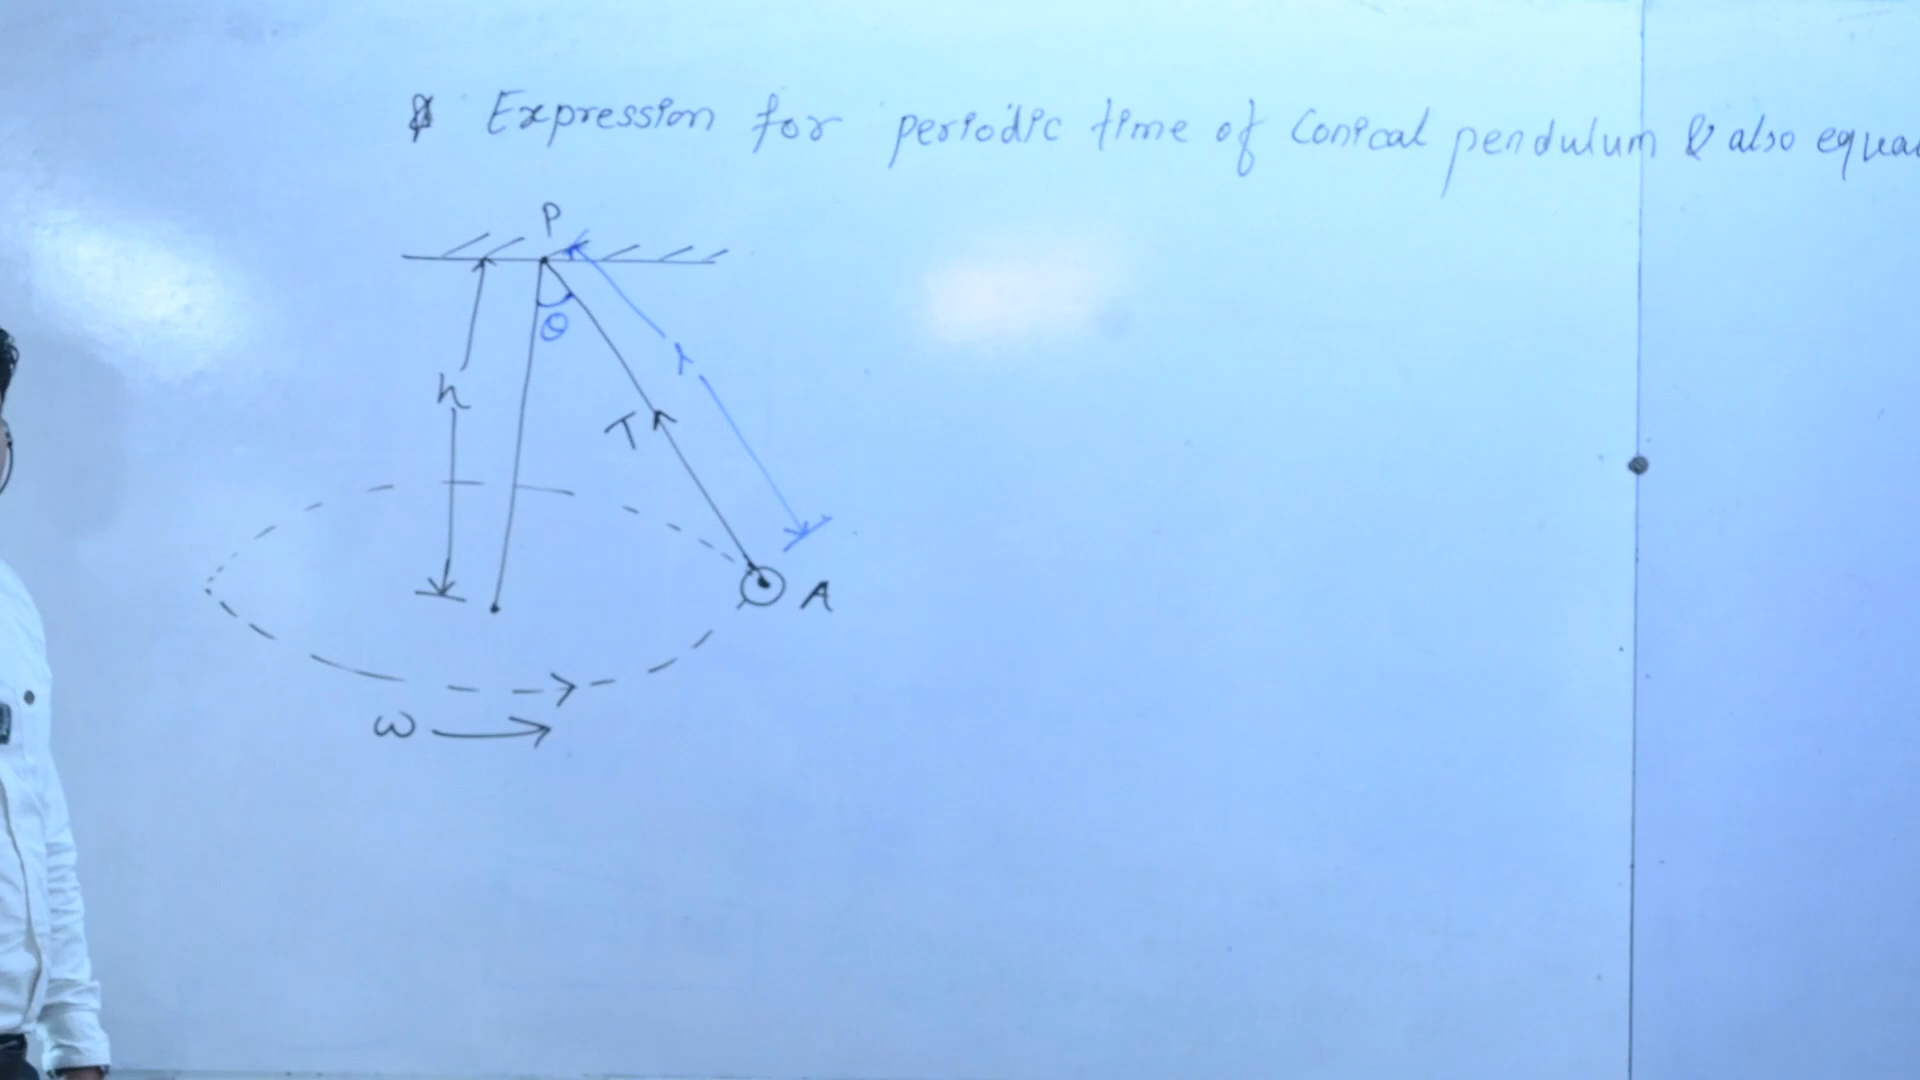 Expression for periodic time of Conical pendulum & also equa
P
θ
h
T
A
ω